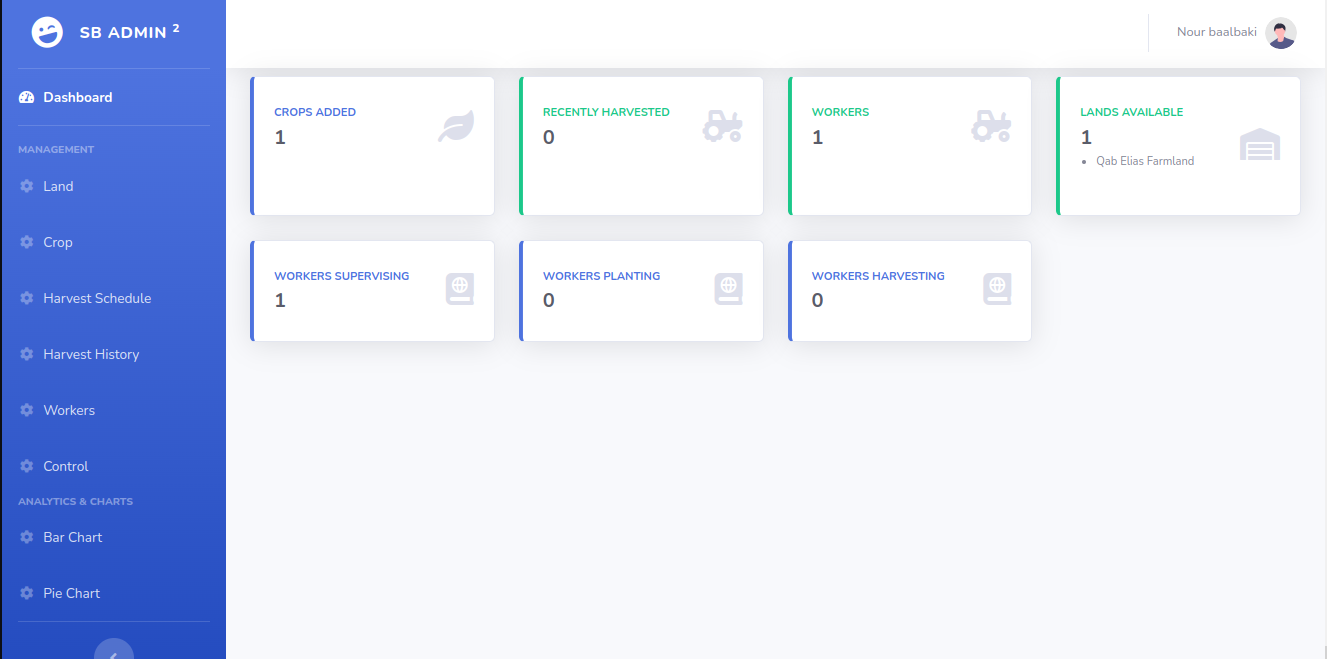 SB ADMIN 2
Nour baalbaki
Dashboard
MANAGEMENT
Land
Crop
Harvest Schedule
Harvest History
Workers
Control
ANALYTICS & CHARTS
Bar Chart
Pie Chart
CROPS ADDED
1
RECENTLY HARVESTED
0
WORKERS
1
LANDS AVAILABLE
1
Qab Elias Farmland
WORKERS SUPERVISING
1
WORKERS PLANTING
0
WORKERS HARVESTING
0